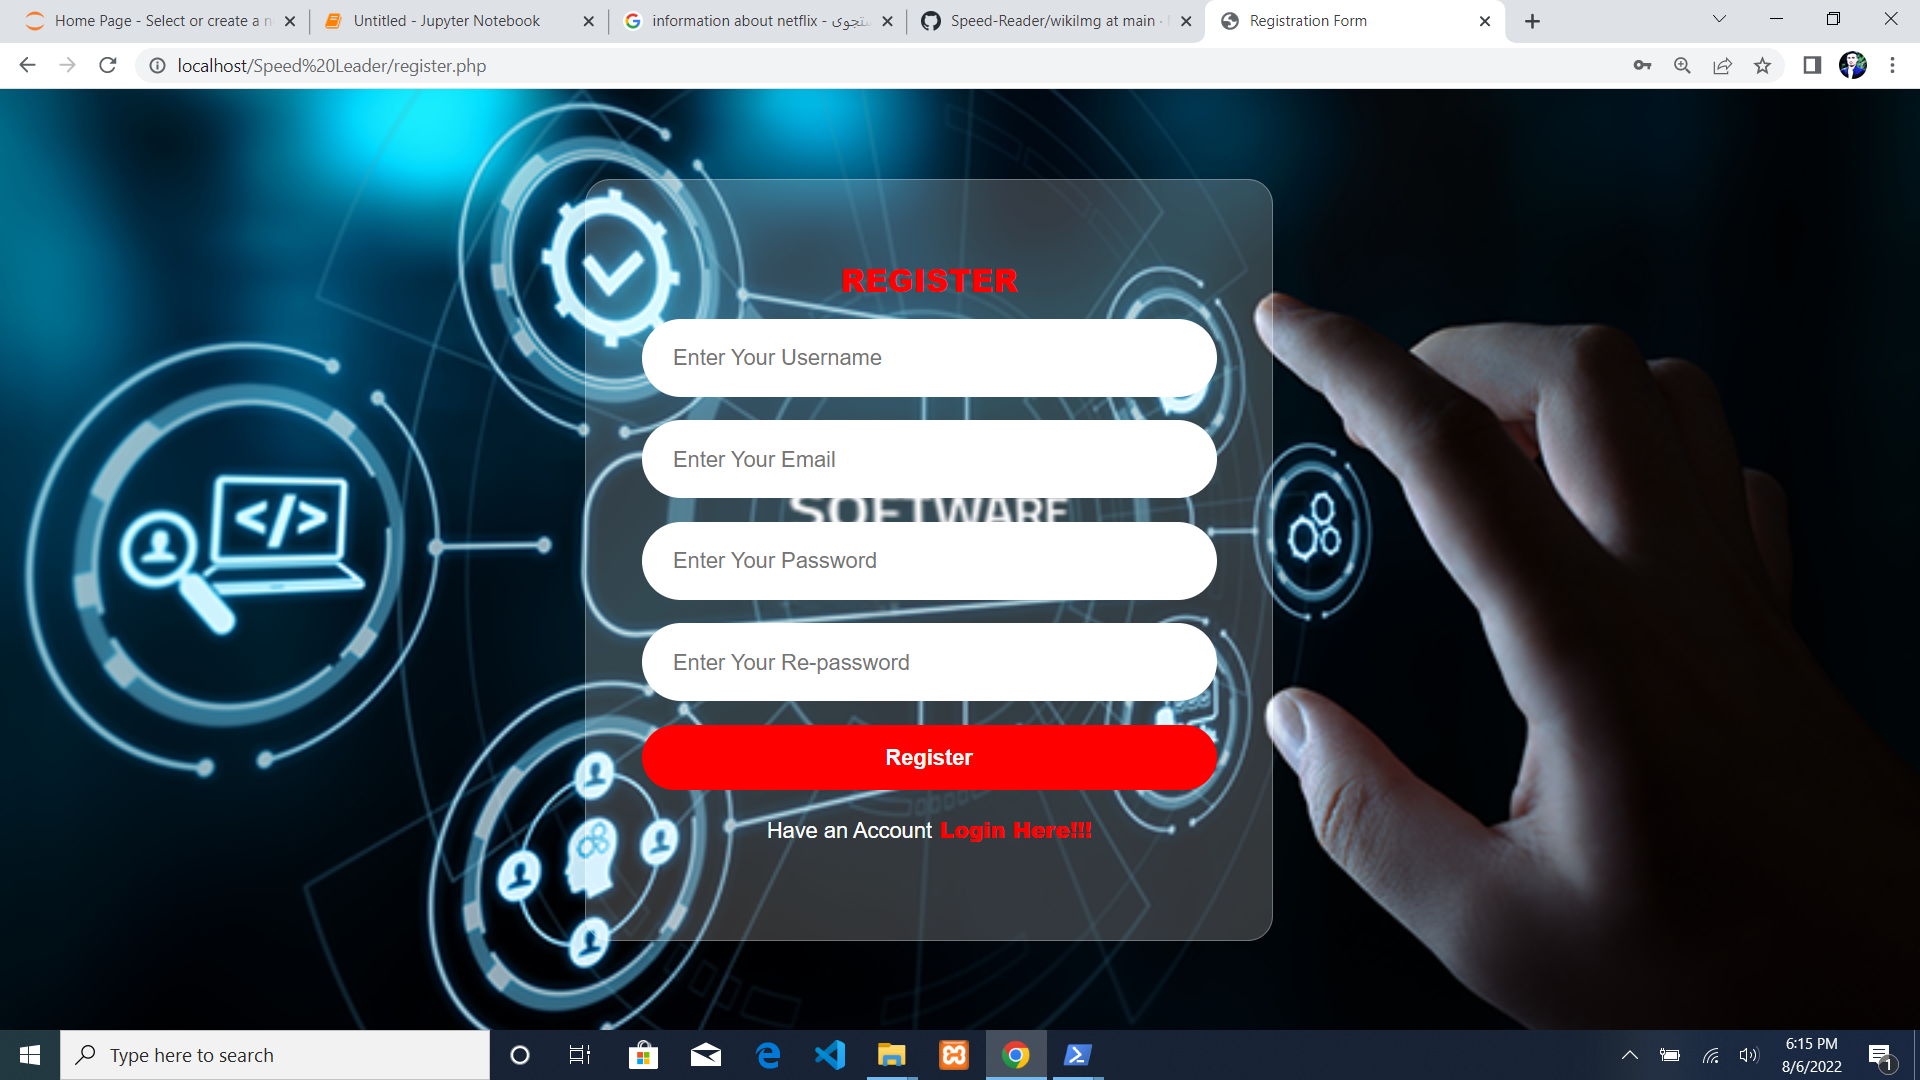 Home Page - Select or create a n
Untitled - Jupyter Notebook
information about netflix - ستجوی
Speed-Reader/wikiImg at main ·
Registration Form
localhost/Speed%20Leader/register.php
REGISTER
Enter Your Username
Enter Your Email
SOFTWARE
Enter Your Password
Enter Your Re-password
Register
Have an Account Login Here!!!
Type here to search
6:15 PM
8/6/2022
1